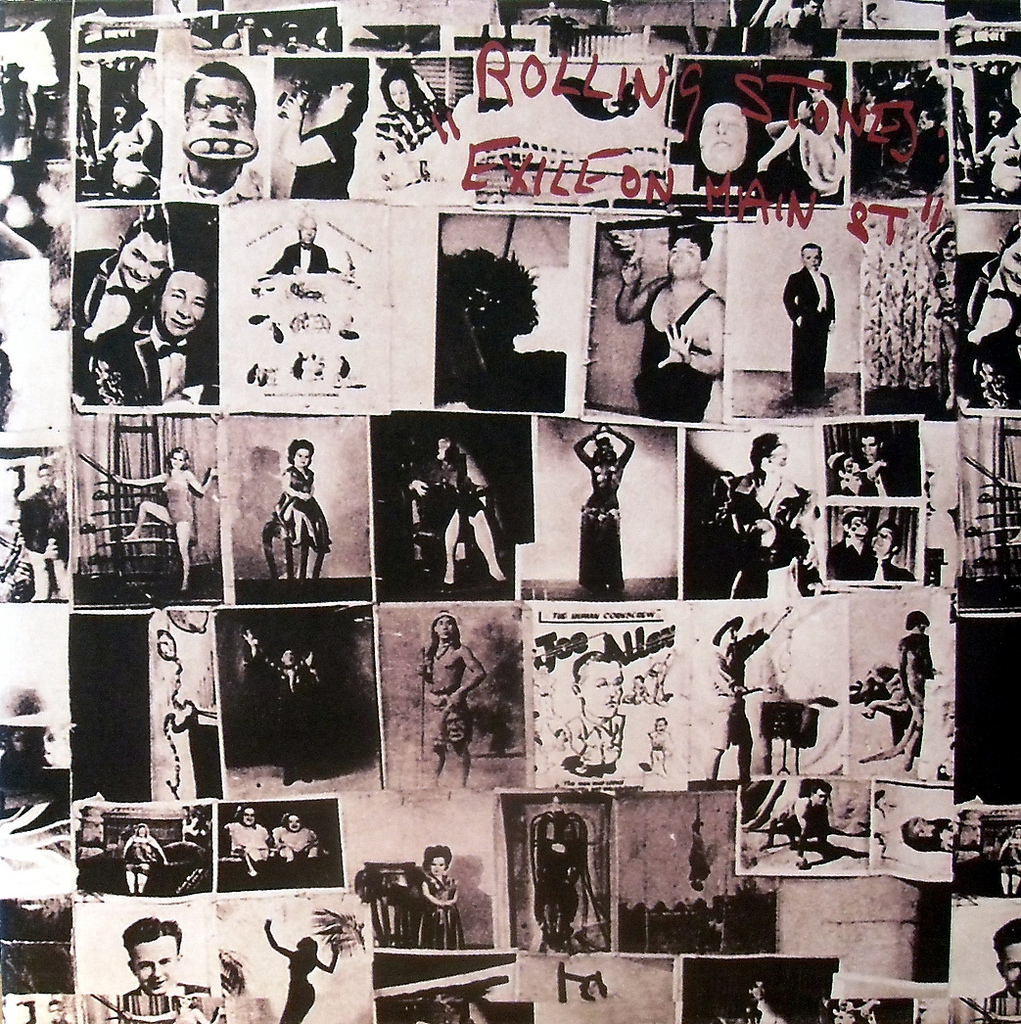 ROLLING STONES:
"EXILE ON MAIN ST"
"THE HUMAN CORKSCREW"
Joe Allen